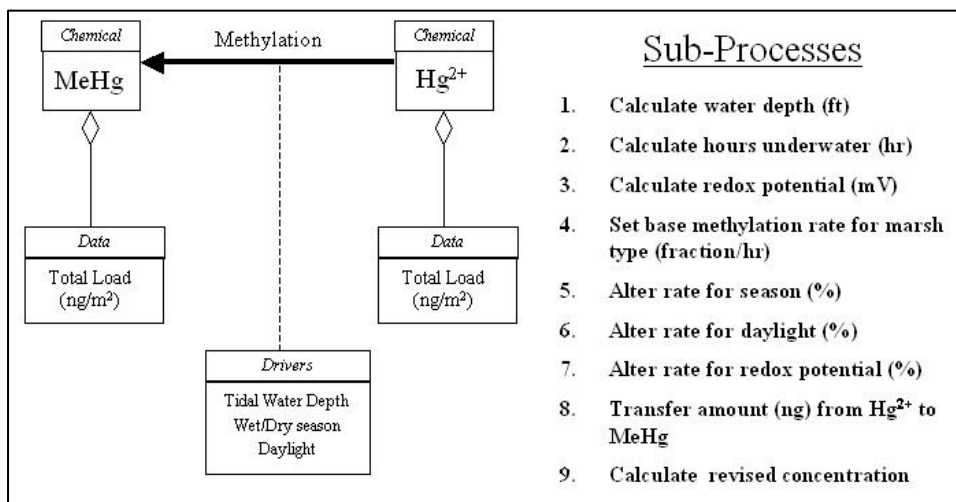 Chemical
MeHg
Methylation
Chemical
Hg²⁺
Data
Total Load
(ng/m²)
Data
Total Load
(ng/m²)
Drivers
Tidal Water Depth
Wet/Dry season
Daylight
Sub-Processes
1. Calculate water depth (ft)
2. Calculate hours underwater (hr)
3. Calculate redox potential (mV)
4. Set base methylation rate for marsh
type (fraction/hr)
5. Alter rate for season (%)
6. Alter rate for daylight (%)
7. Alter rate for redox potential (%)
8. Transfer amount (ng) from Hg²⁺ to
MeHg
9. Calculate revised concentration